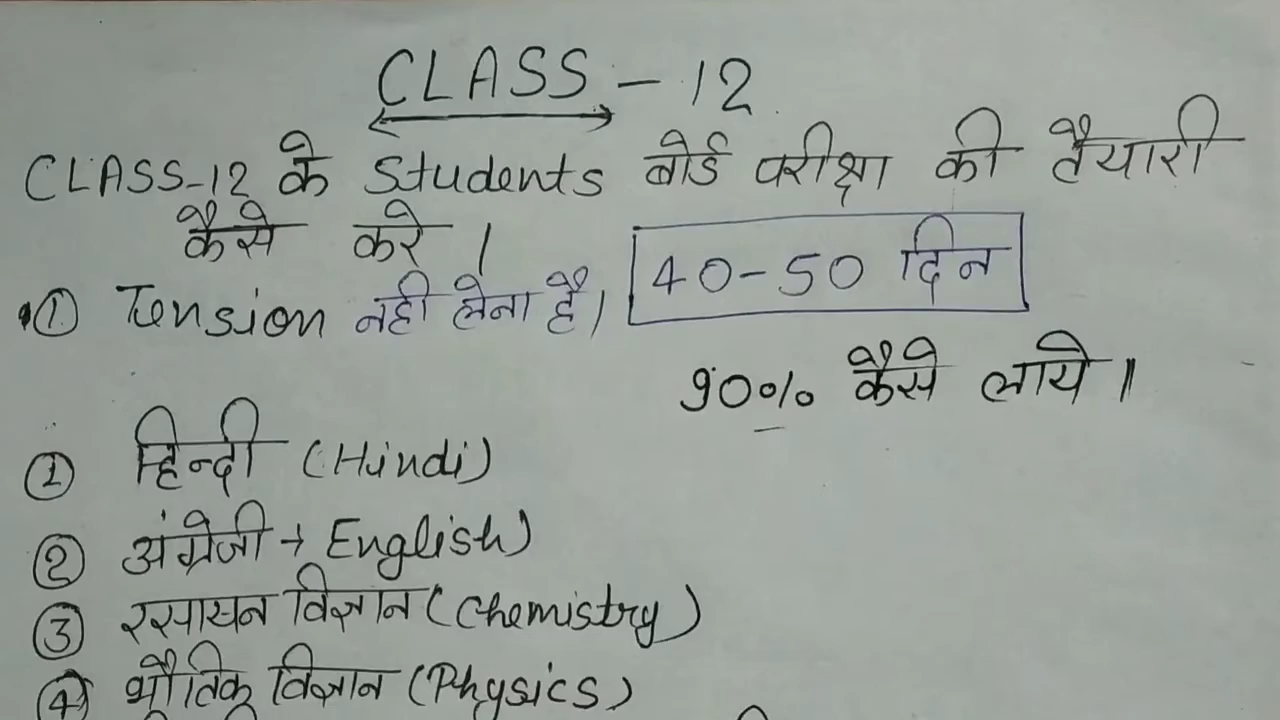 CLASS - 12
CLASS-12 के Students बोर्ड परीक्षा की तैयारी
कैसे करे |
40-50 दिन
① Tension नही लेना है।
90% कैसे लाये ॥
① हिन्दी (Hindi)
② अंग्रेजी → English)
③ रसायन विज्ञान (Chemistry)
④ भौतिक विज्ञान (Physics)